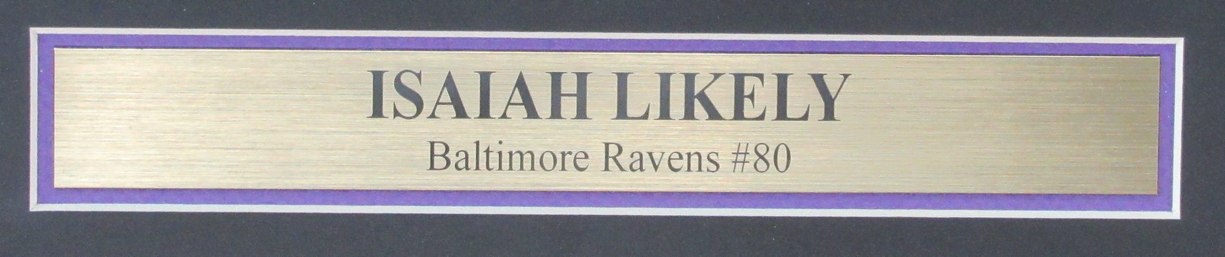 ISAIAH LIKELY
Baltimore Ravens #80